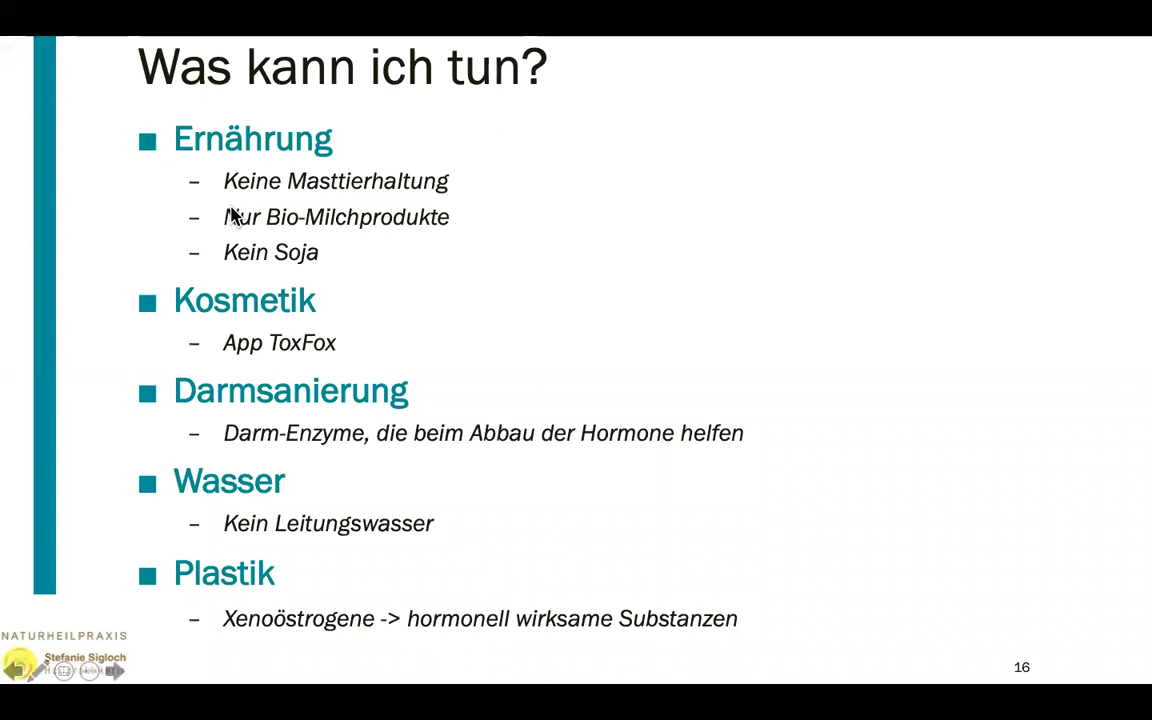 Was kann ich tun?
■ Ernährung
– Keine Masttierhaltung
– Nur Bio-Milchprodukte
– Kein Soja
■ Kosmetik
– App ToxFox
■ Darmsanierung
– Darm-Enzyme, die beim Abbau der Hormone helfen
■ Wasser
– Kein Leitungswasser
■ Plastik
– Xenoöstrogene -> hormonell wirksame Substanzen
NATURHEILPRAXIS
Stefanie Sigloch
16